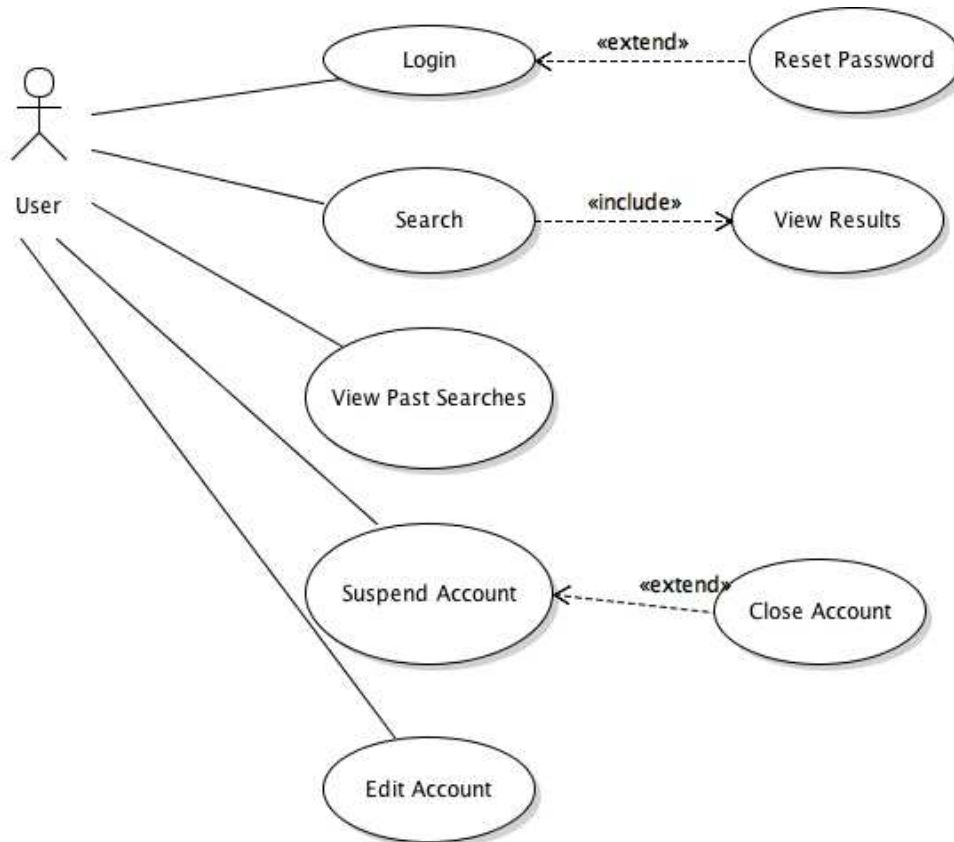 Login
«extend»
Reset Password
User
Search
«include»
View Results
View Past Searches
Suspend Account
«extend»
Close Account
Edit Account